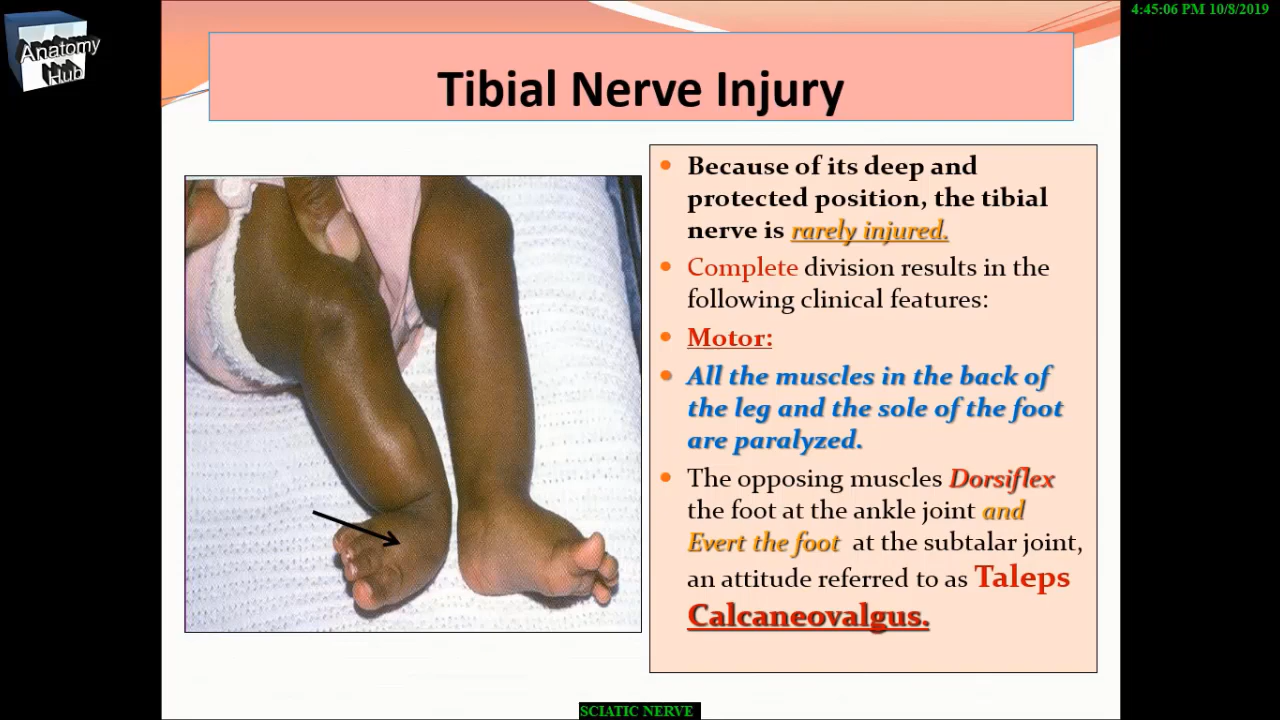 4:45:06 PM 10/8/2019
Anatomy
Hub
Tibial Nerve Injury
Because of its deep and
protected position, the tibial
nerve is rarely injured.
Complete division results in the
following clinical features:
Motor:
All the muscles in the back of
the leg and the sole of the foot
are paralyzed.
The opposing muscles Dorsiflex
the foot at the ankle joint and
Evert the foot at the subtalar joint,
an attitude referred to as Taleps
Calcaneovalgus.
SCIATIC NERVE